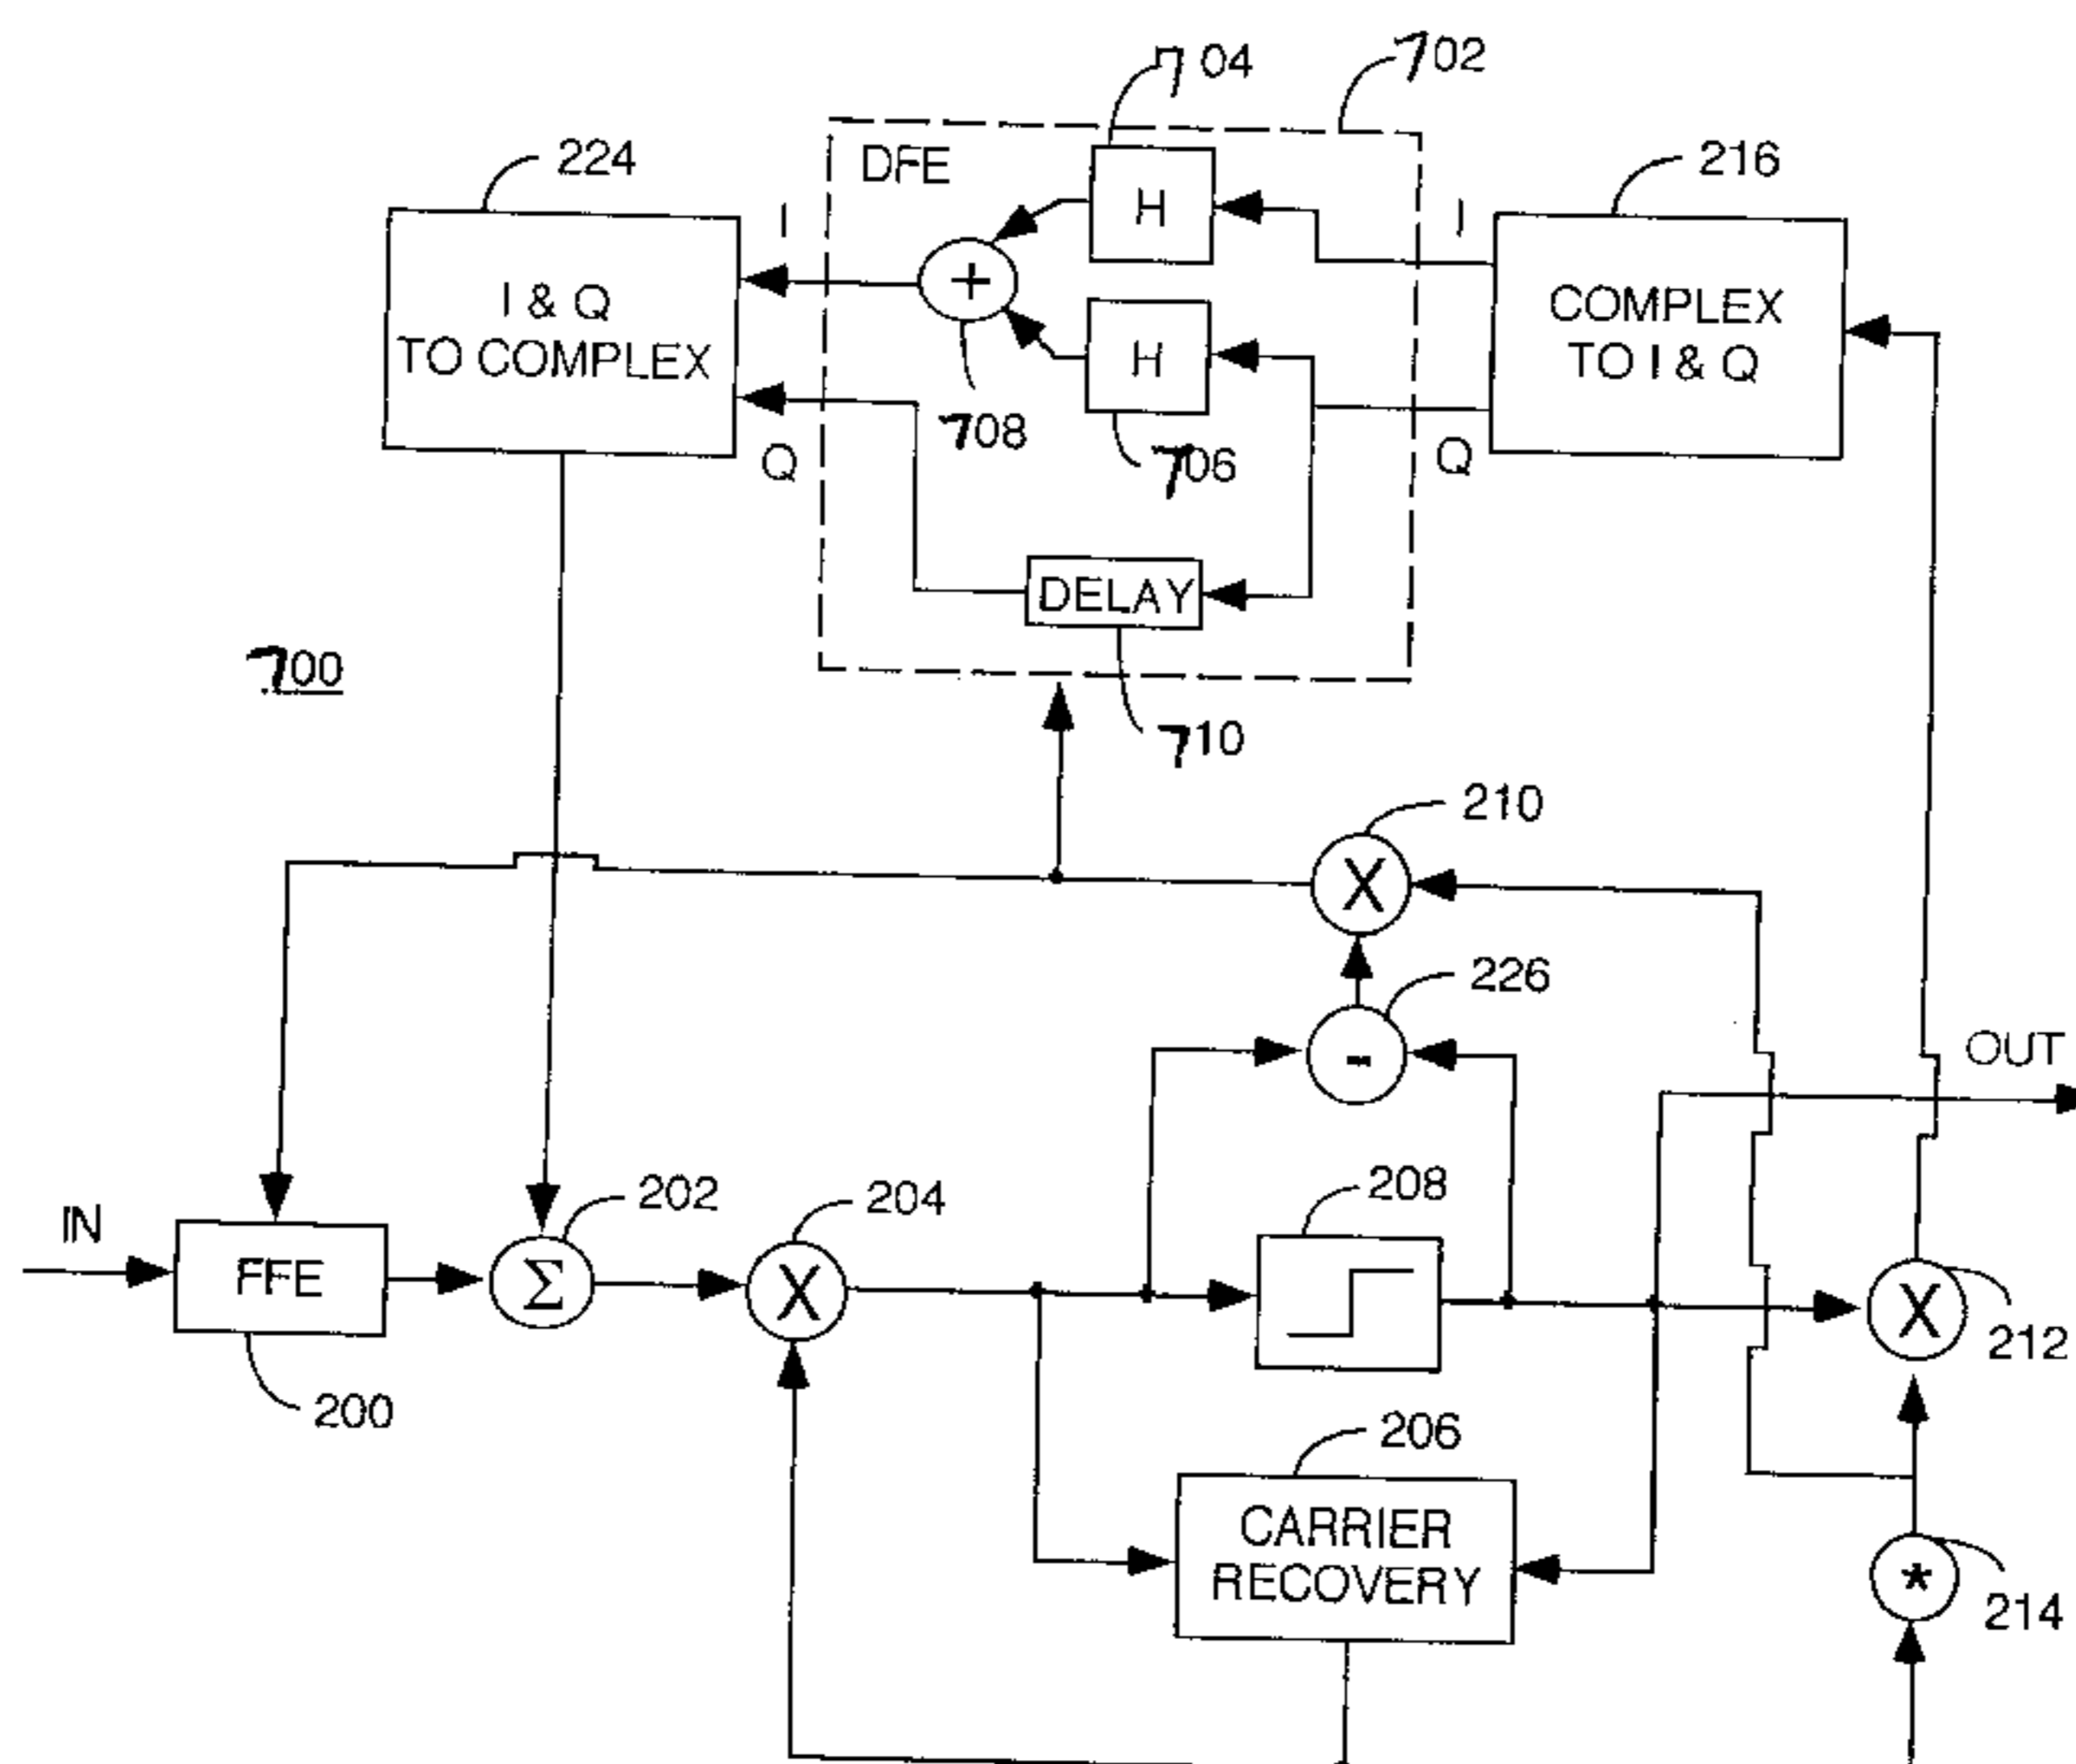 704
702
224
DFE
216
I
H
I
I & Q
TO COMPLEX
+
H
COMPLEX
TO I & Q
Q
708
706
Q
DELAY
700
710
210
X
226
-
OUT
IN
FFE
202
Σ
204
X
208
X
212
200
206
CARRIER
RECOVERY
*
214